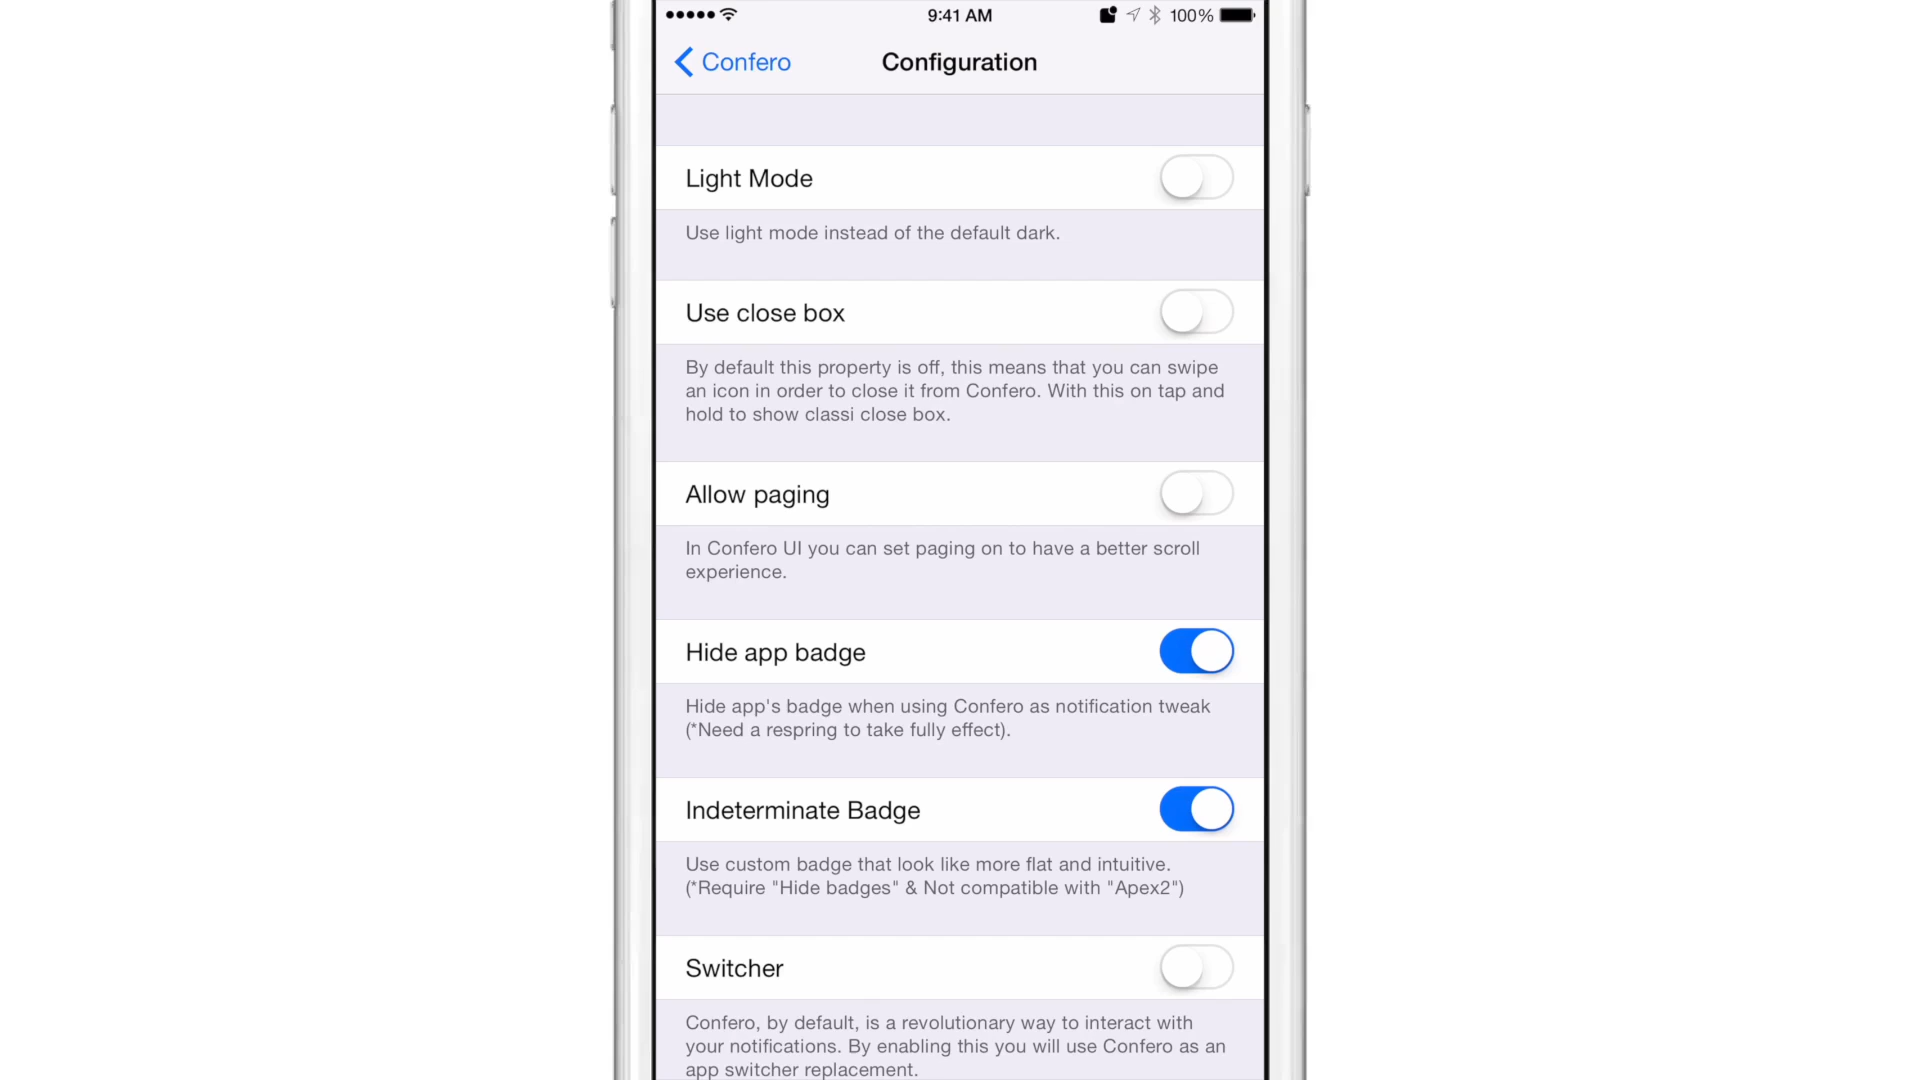 9:41 AM
100%
Confero
Configuration
Light Mode
Use light mode instead of the default dark.
Use close box
By default this property is off, this means that you can swipe
an icon in order to close it from Confero. With this on tap and
hold to show classi close box.
Allow paging
In Confero UI you can set paging on to have a better scroll
experience.
Hide app badge
Hide app's badge when using Confero as notification tweak
(*Need a respring to take fully effect).
Indeterminate Badge
Use custom badge that look like more flat and intuitive.
(*Require "Hide badges" & Not compatible with "Apex2")
Switcher
Confero, by default, is a revolutionary way to interact with
your notifications. By enabling this you will use Confero as an
app switcher replacement.